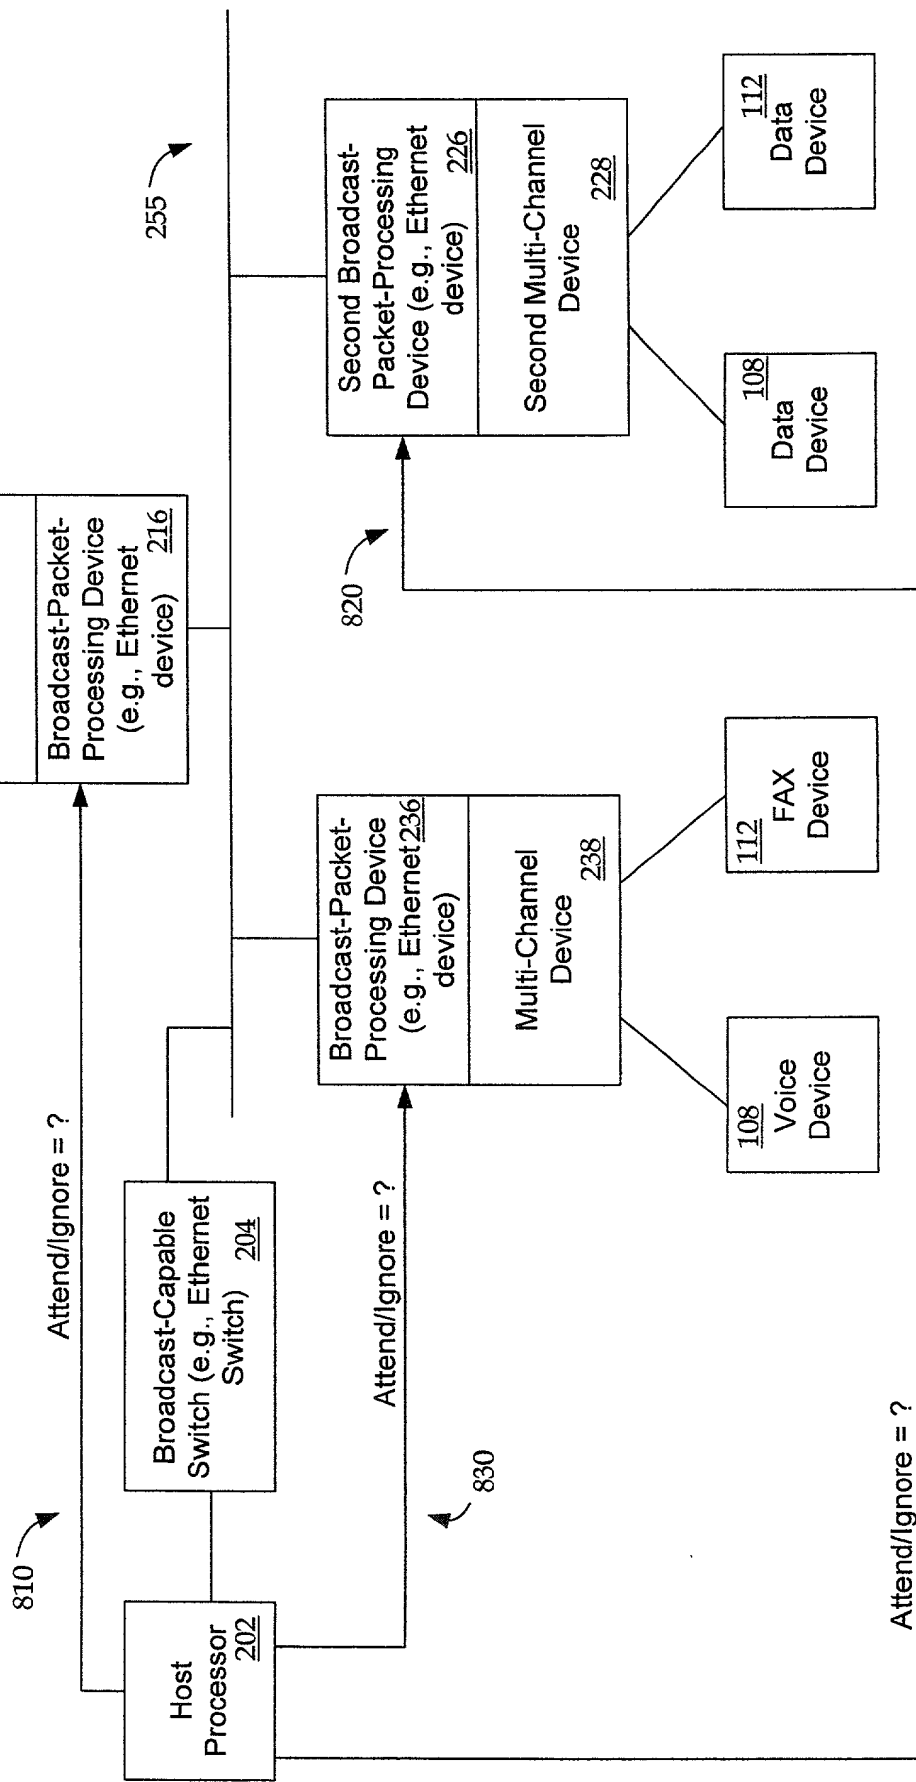 810
Attend/Ignore = ?
Broadcast-Packet-
Processing Device
(e.g., Ethernet
device)
216
255
Host
Processor
202
Broadcast-Capable
Switch (e.g., Ethernet
Switch)
204
830
Attend/Ignore = ?
Broadcast-Packet-
Processing Device
(e.g., Ethernet
236
device)
Multi-Channel
Device
238
820
Second Broadcast-
Packet-Processing
Device (e.g., Ethernet
device)
226
Second Multi-Channel
Device
228
108
Voice
Device
112
FAX
Device
108
Data
Device
112
Data
Device
Attend/Ignore = ?